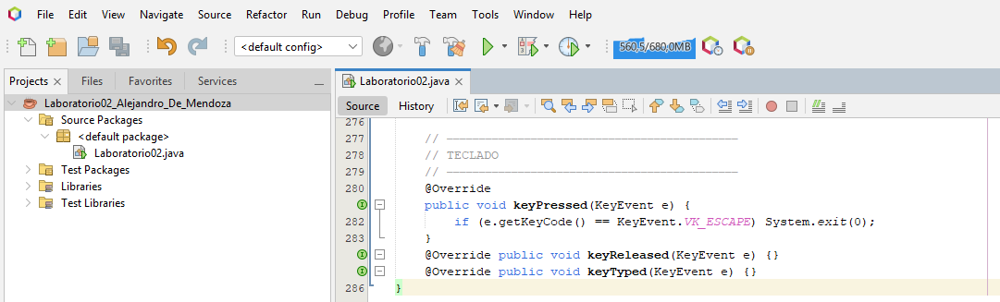 File Edit View Navigate Source Refactor Run Debug Profile Team Tools Window Help
<default config>
560,5/680,0MB
Projects Files Favorites Services
Laboratorio02_Alejandro_De_Mendoza
Source Packages
<default package>
Laboratorio02.java
Test Packages
Libraries
Test Libraries
Laboratorio02.java
Source History
276
277 // ——————————————————————————————————————————
278 // TECLADO
279 // ——————————————————————————————————————————
280 @Override
public void keyPressed(KeyEvent e) {
282 if (e.getKeyCode() == KeyEvent.VK_ESCAPE) System.exit(0);
283 }
@Override public void keyReleased(KeyEvent e) {}
@Override public void keyTyped(KeyEvent e) {}
286 }